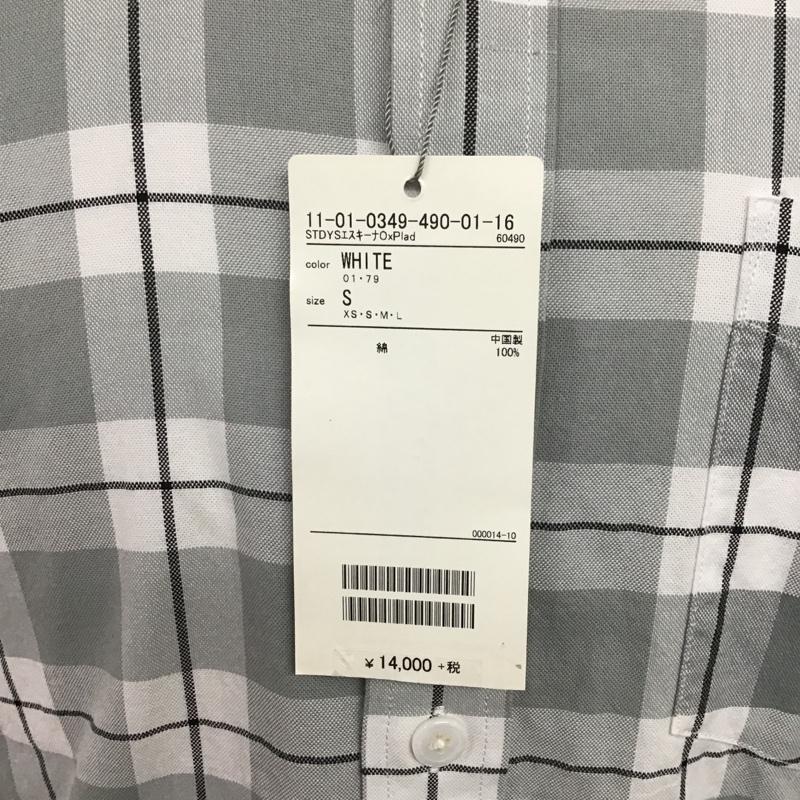 11-01-0349-490-01-16
STDYSエスキーナOxPlad 60490
color WHITE
01・79
size S
XS・S・M・L
中国製
綿 100%
000014-10
¥ 14,000 +税